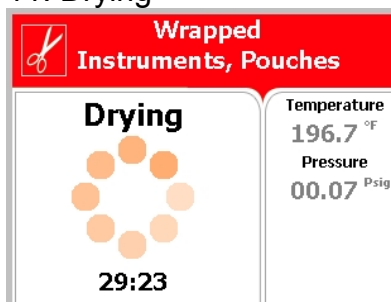 Wrapped
Instruments, Pouches
Drying
29:23
Temperature
196.7 °F
Pressure
00.07 Psig